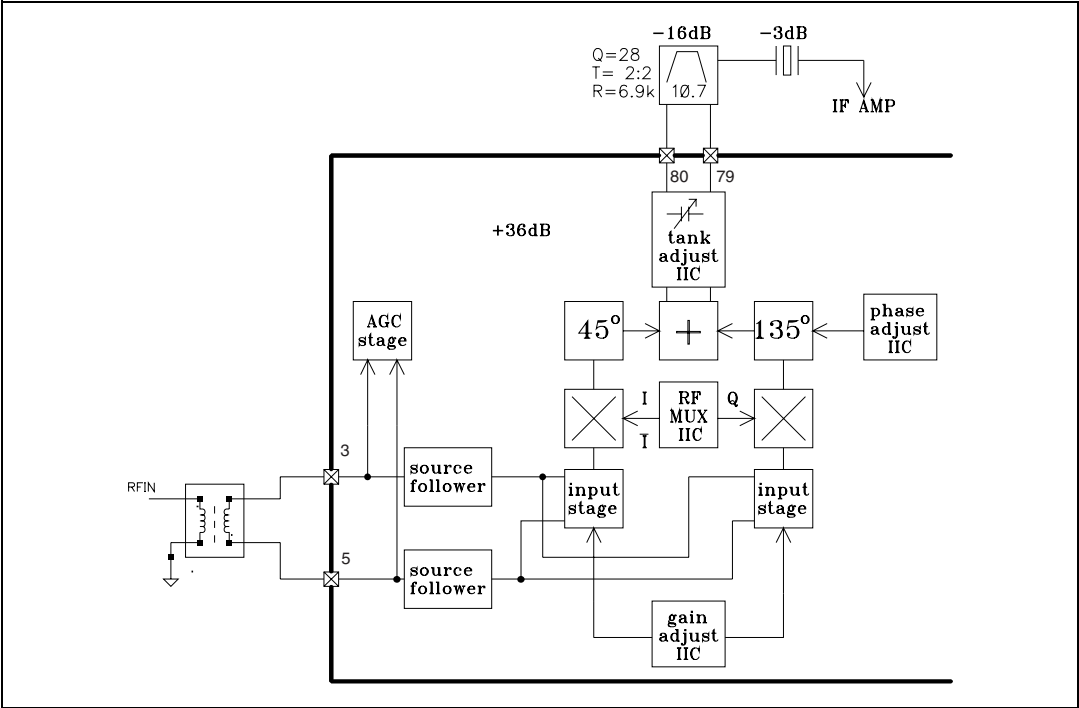 -16dB
-3dB
Q=28
T= 2:2
R=6.9k
10.7
IF AMP
80
79
+36dB
tank
adjust
IIC
AGC
stage
45°
+
135°
phase
adjust
IIC
I
RF
MUX
IIC
Q
I̅
3
source
follower
input
stage
input
stage
RFIN
5
source
follower
gain
adjust
IIC